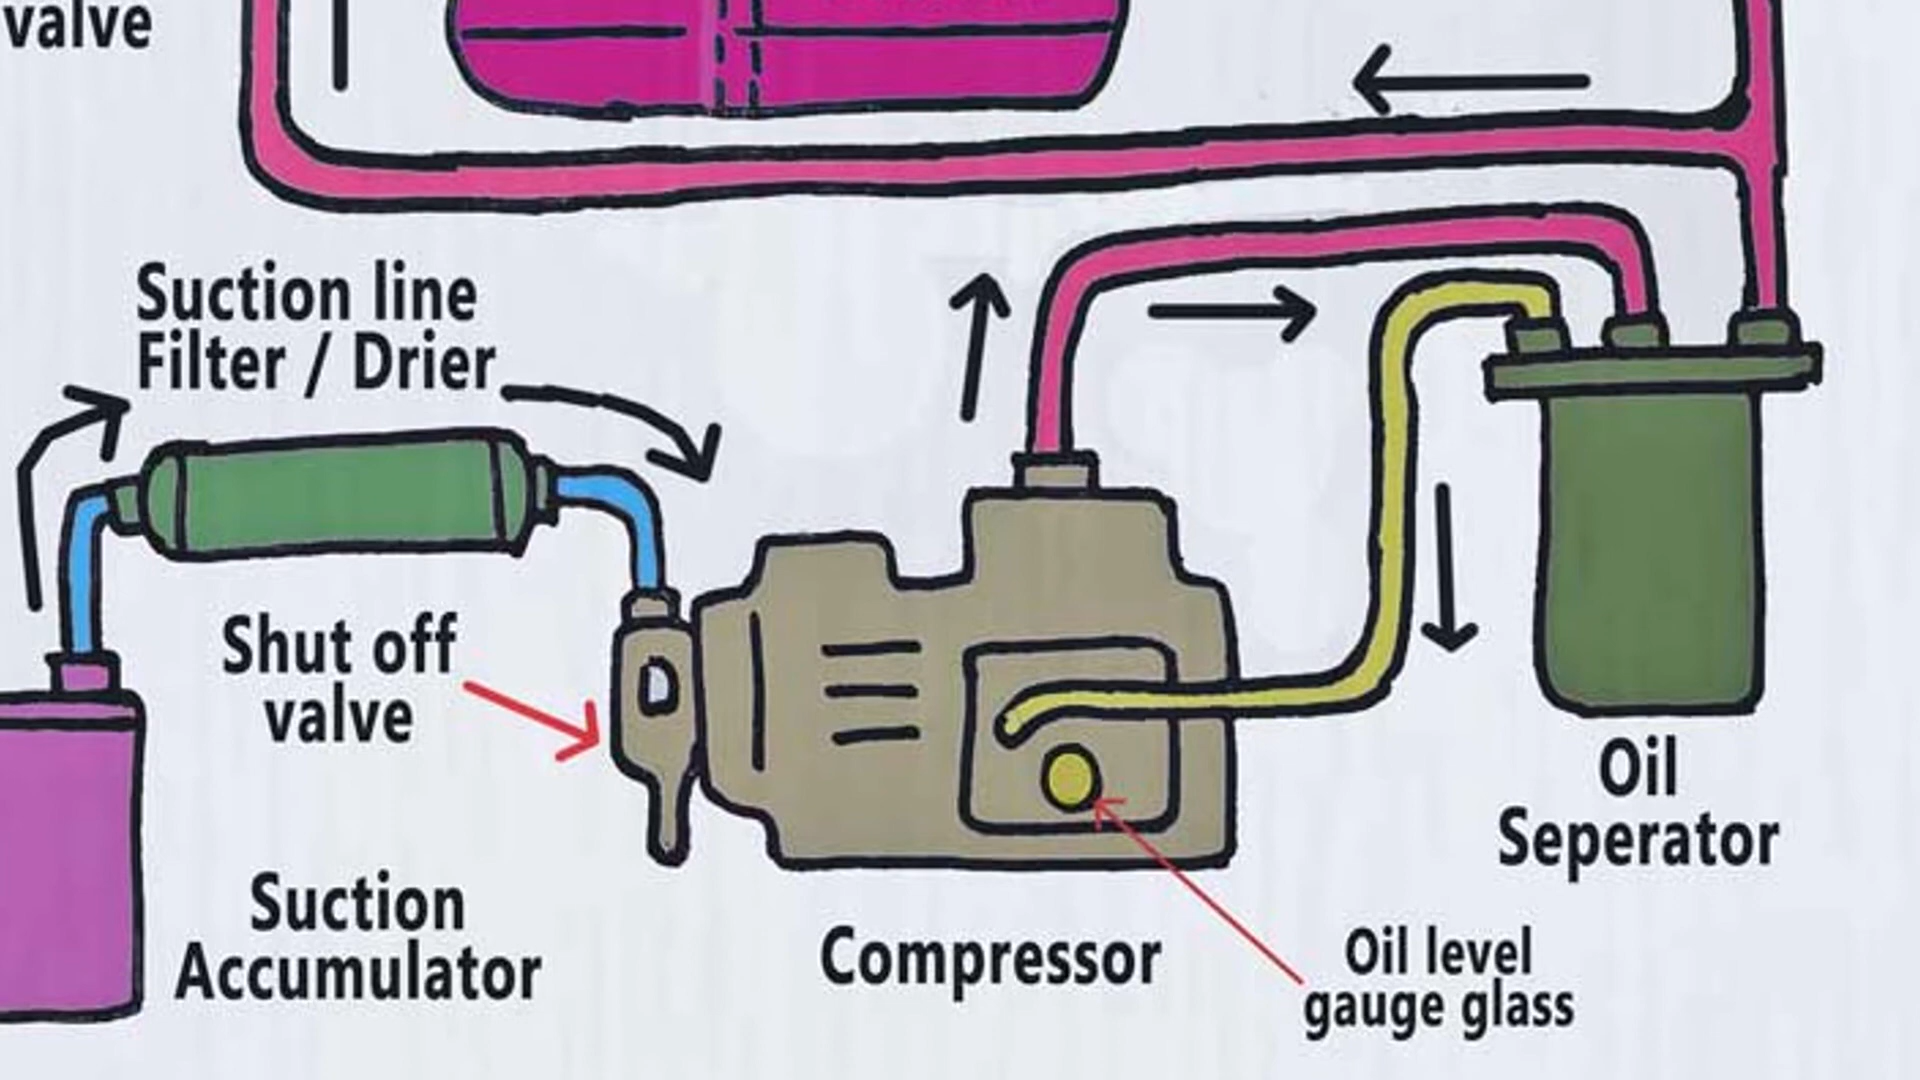 valve
Suction line
Filter / Drier
Shut off
valve
Suction
Accumulator
Compressor
Oil
Seperator
Oil level
gauge glass